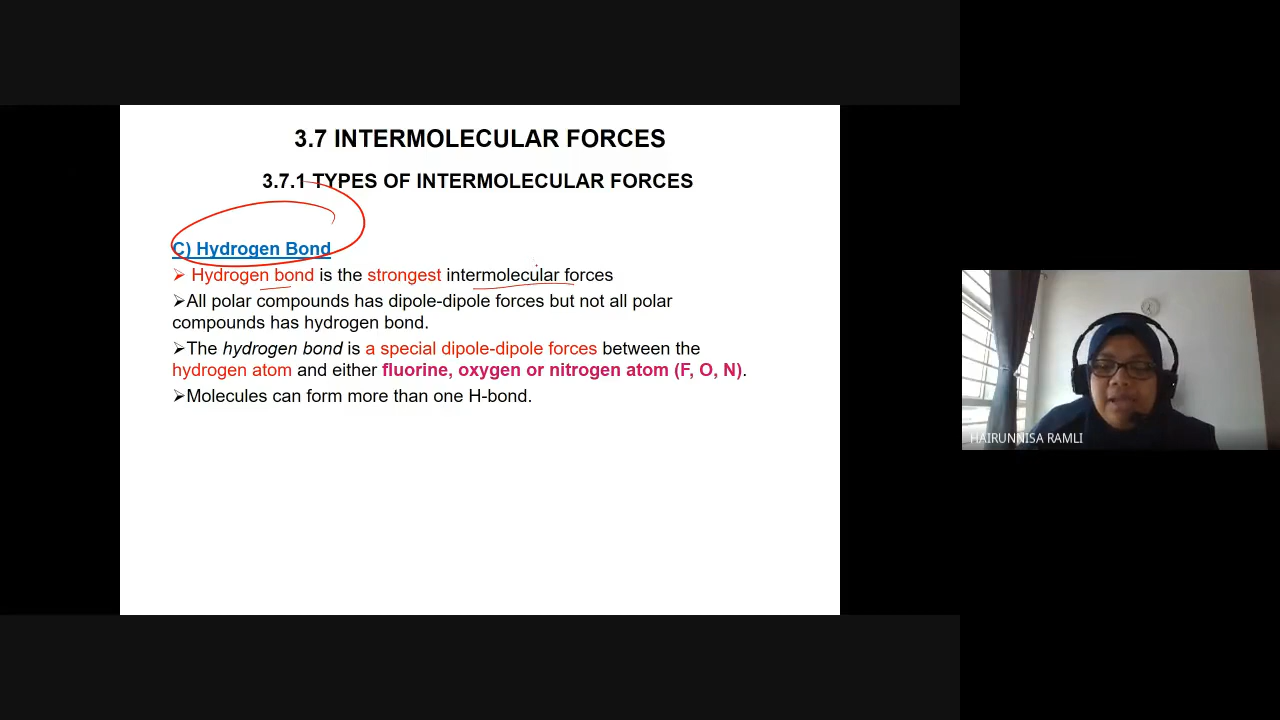 3.7 INTERMOLECULAR FORCES
3.7.1 TYPES OF INTERMOLECULAR FORCES
C) Hydrogen Bond
➢ Hydrogen bond is the strongest intermolecular forces
➢All polar compounds has dipole-dipole forces but not all polar
compounds has hydrogen bond.
➢The hydrogen bond is a special dipole-dipole forces between the
hydrogen atom and either fluorine, oxygen or nitrogen atom (F, O, N).
➢Molecules can form more than one H-bond.
HAIRUNNISA RAMLI